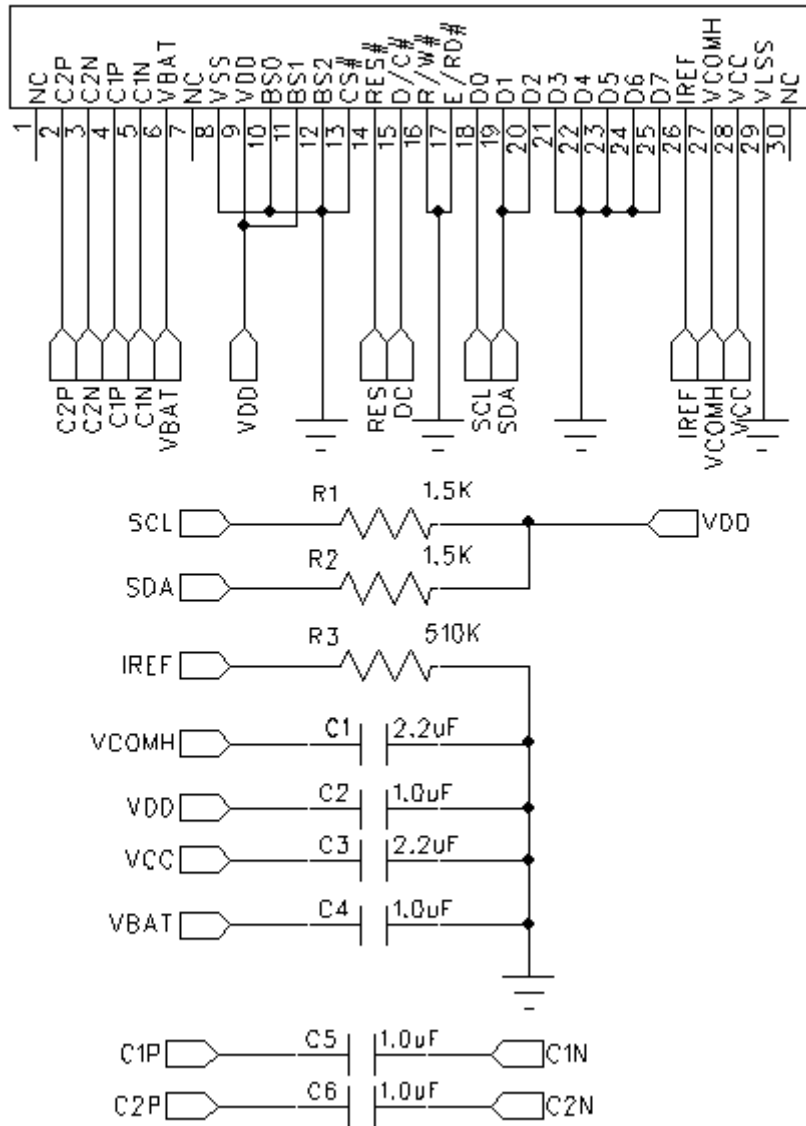 NC C2P C2N C1P C1N VBAT NC VSS VDD BS0 BS1 BS2 CS# RES# D/C# R/W# E/RD# D0 D1 D2 D3 D4 D5 D6 D7 IREF VCOMH VCC VLSS NC
1 2 3 4 5 6 7 8 9 10 11 12 13 14 15 16 17 18 19 20 21 22 23 24 25 26 27 28 29 30
C2P C2N C1P C1N VBAT VDD RES DC SCL SDA IREF VCOMH VCC
SCL R1 1.5K VDD
SDA R2 1.5K
IREF R3 510K
VCOMH C1 2.2uF
VDD C2 1.0uF
VCC C3 2.2uF
VBAT C4 1.0uF
C1P C5 1.0uF C1N
C2P C6 1.0uF C2N